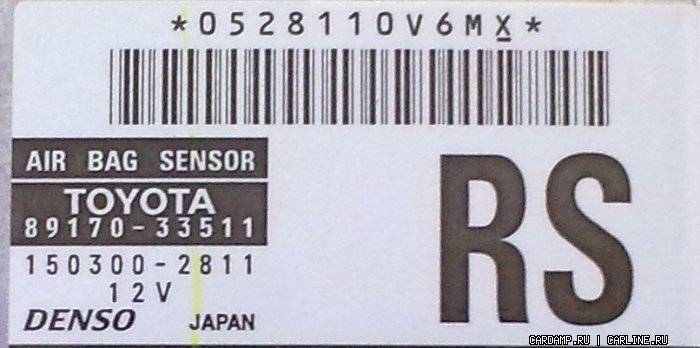 *0528110V6MX*
AIR BAG SENSOR
TOYOTA
89170-33511
150300-2811
12V
DENSO JAPAN
RS
CARDAMP.RU | CARLINE.RU